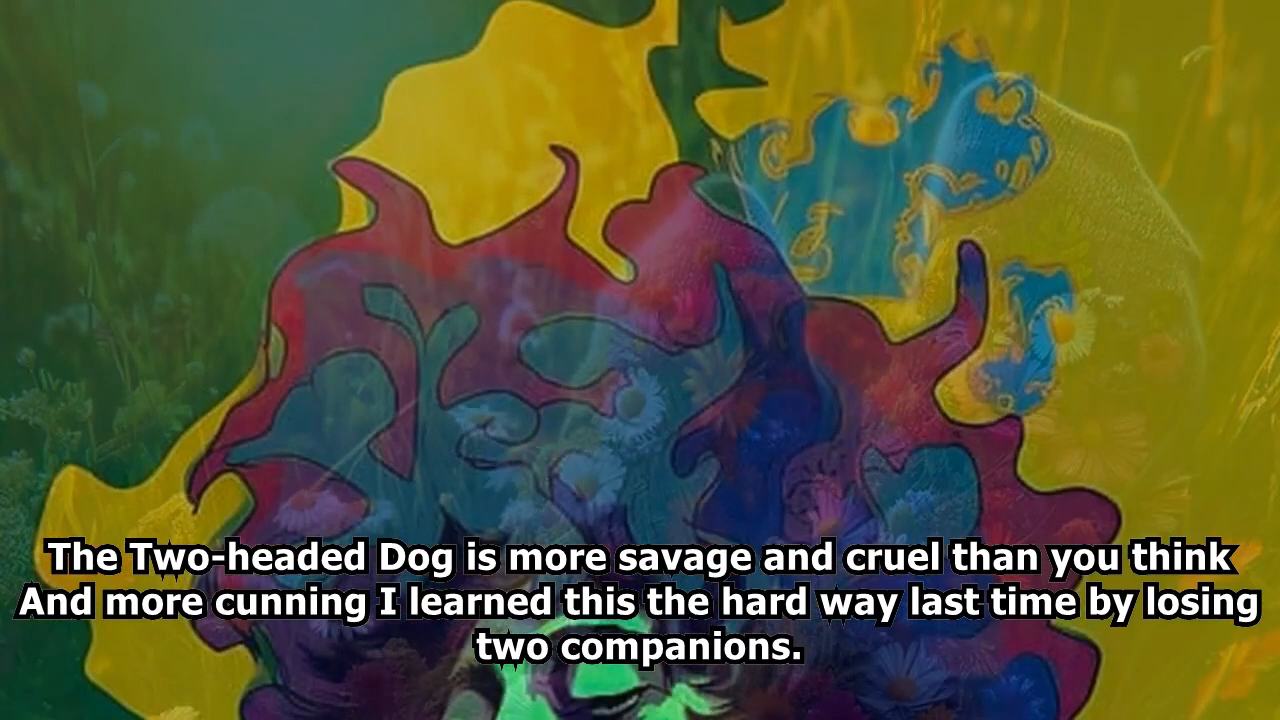 The Two-headed Dog is more savage and cruel than you think
And more cunning I learned this the hard way last time by losing
two companions.